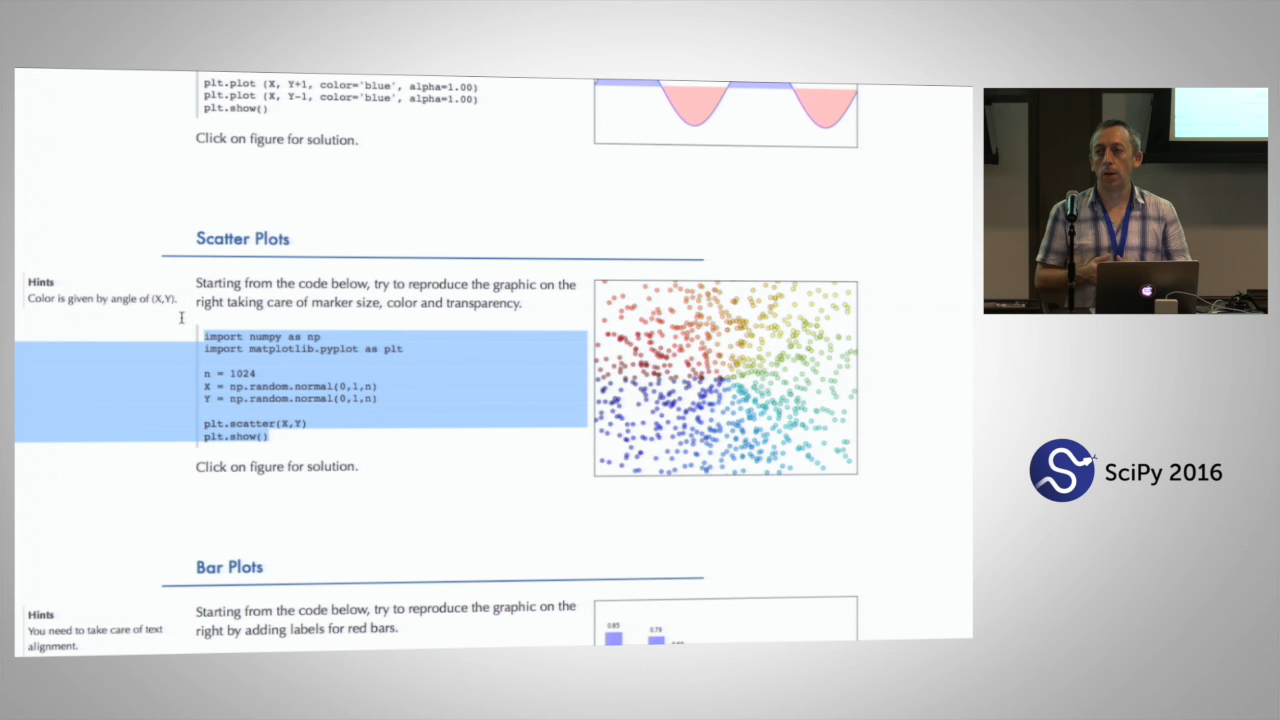 plt.plot (X, Y+1, color='blue', alpha=1.00)
plt.plot (X, Y-1, color='blue', alpha=1.00)
plt.show()
Click on figure for solution.
Scatter Plots
Hints
Color is given by angle of (X,Y).
Starting from the code below, try to reproduce the graphic on the
right taking care of marker size, color and transparency.
import numpy as np
import matplotlib.pyplot as plt
n = 1024
X = np.random.normal(0,1,n)
Y = np.random.normal(0,1,n)
plt.scatter(X,Y)
plt.show()
Click on figure for solution.
SciPy 2016
Bar Plots
Hints
You need to take care of text
alignment.
Starting from the code below, try to reproduce the graphic on the
right by adding labels for red bars.
0.85
0.79